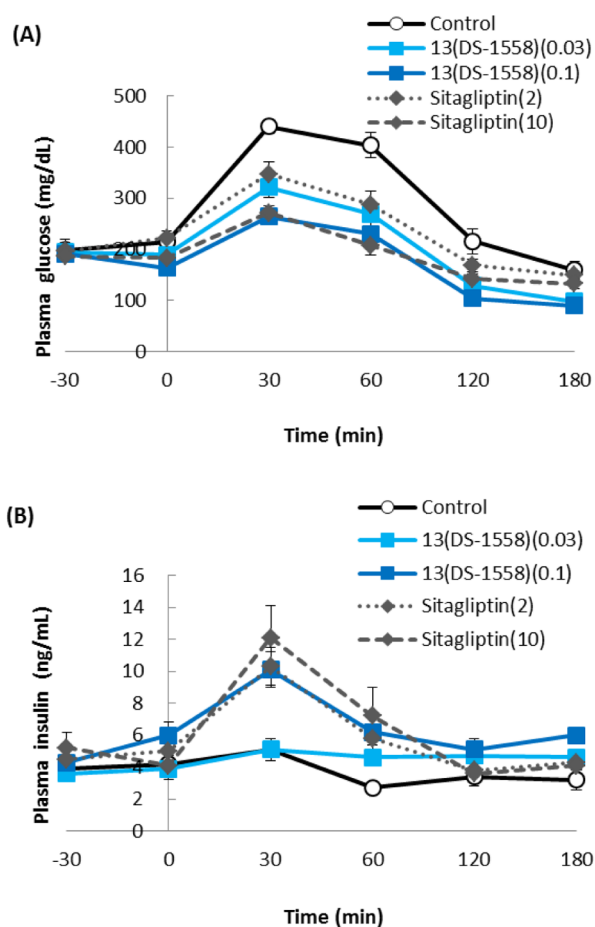 (A)
Control
13(DS-1558)(0.03)
13(DS-1558)(0.1)
Sitagliptin(2)
Sitagliptin(10)
Plasma glucose (mg/dL)
500
400
300
200
100
0
-30 0 30 60 120 180
Time (min)
(B)
Control
13(DS-1558)(0.03)
13(DS-1558)(0.1)
Sitagliptin(2)
Sitagliptin(10)
Plasma insulin (ng/mL)
16
14
12
10
8
6
4
2
0
-30 0 30 60 120 180
Time (min)